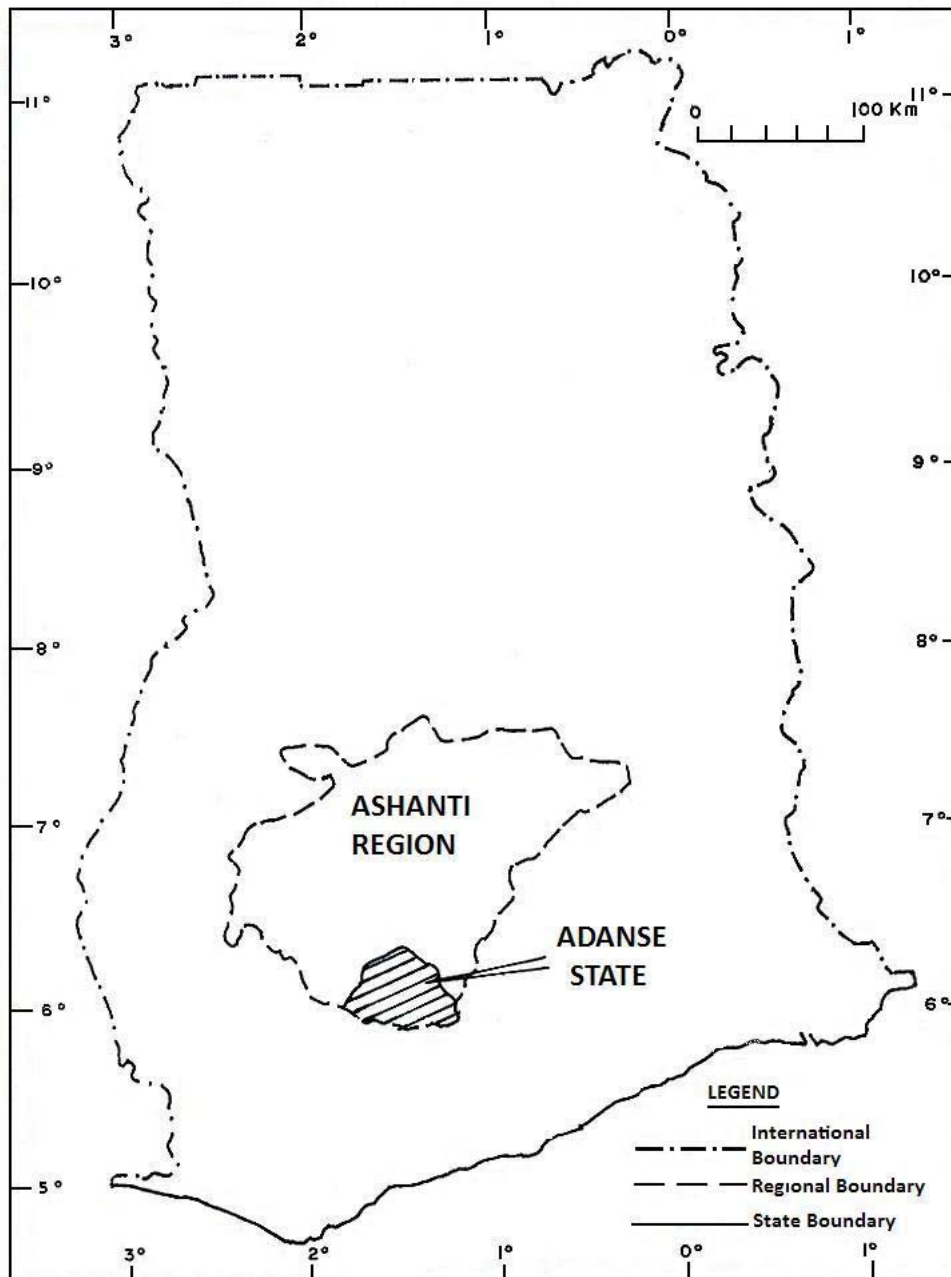 3° 2° 1° 0° 1°
11° 11°
0 100 Km
10° 10°
9° 9°
8° 8°
ASHANTI
REGION
7° 7°
ADANSE
STATE
6° 6°
LEGEND
International
Boundary
Regional Boundary
State Boundary
5° 5°
3° 2° 1° 0° 1°